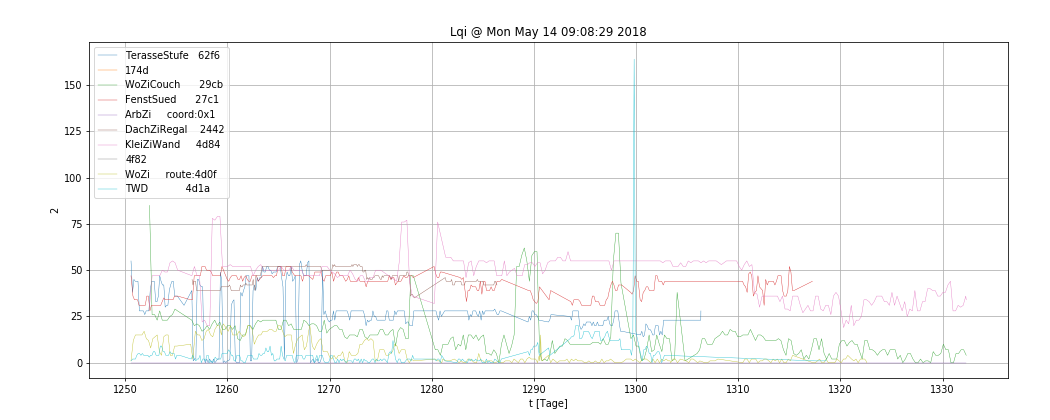 Lqi @ Mon May 14 09:08:29 2018
TerasseStufe 62f6
174d
WoZiCouch 29cb
FenstSued 27c1
ArbZi coord:0x1
DachZiRegal 2442
KleiZiWand 4d84
4f82
WoZi route:4d0f
TWD 4d1a
150
125
100
75
50
25
0
2
1250 1260 1270 1280 1290 1300 1310 1320 1330
t [Tage]